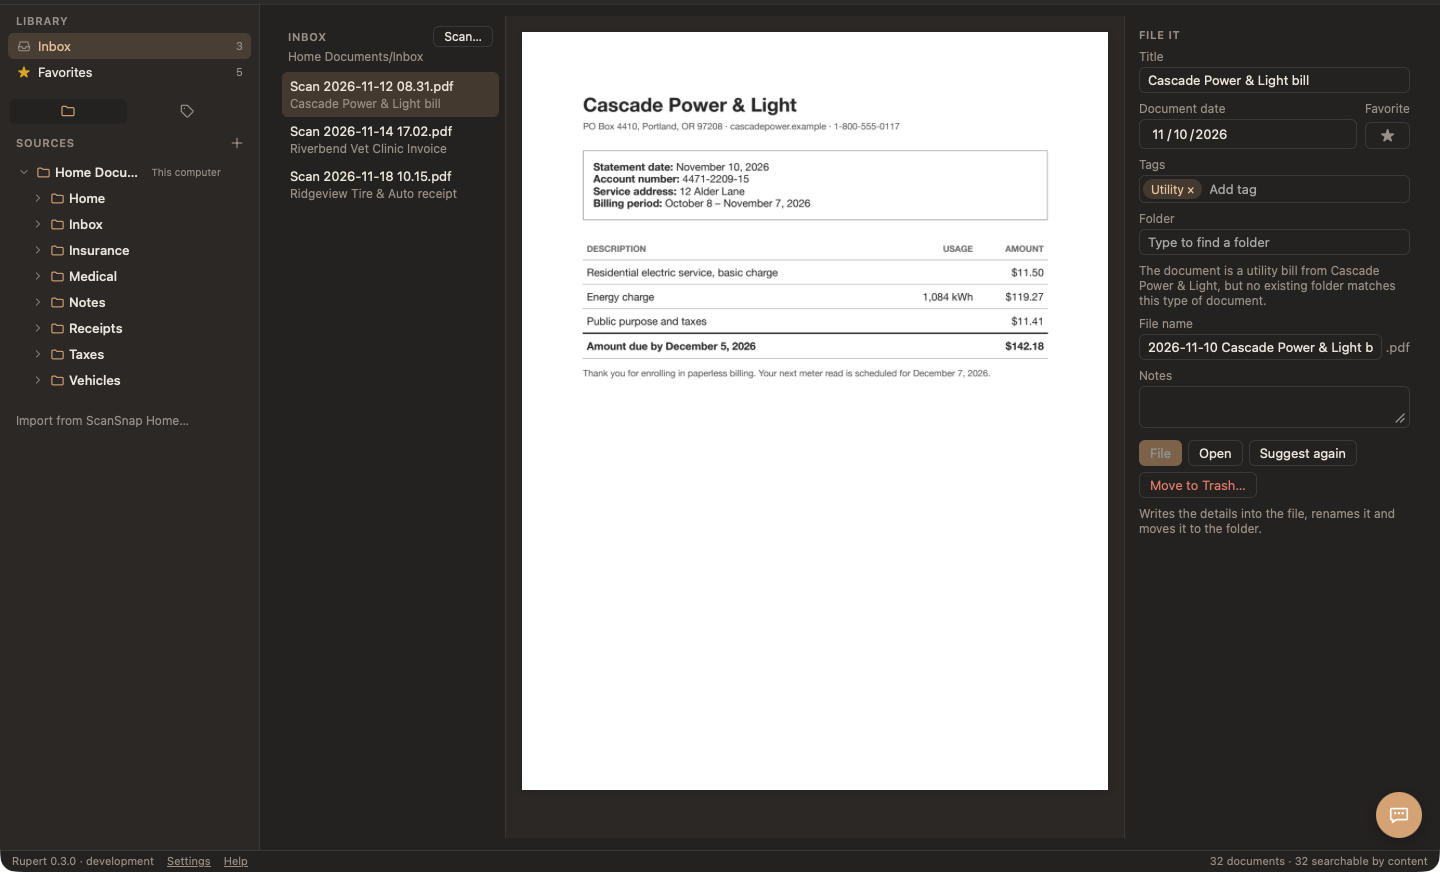 LIBRARY
Inbox 3
Favorites 5
SOURCES
Home Docu... This computer
Home
Inbox
Insurance
Medical
Notes
Receipts
Taxes
Vehicles
Import from ScanSnap Home...
INBOX Scan...
Home Documents/Inbox
Scan 2026-11-12 08.31.pdf
Cascade Power & Light bill
Scan 2026-11-14 17.02.pdf
Riverbend Vet Clinic Invoice
Scan 2026-11-18 10.15.pdf
Ridgeview Tire & Auto receipt
Cascade Power & Light
PO Box 4410, Portland, OR 97208 · cascadepower.example · 1-800-555-0117
Statement date: November 10, 2026
Account number: 4471-2209-15
Service address: 12 Alder Lane
Billing period: October 8 – November 7, 2026
DESCRIPTION USAGE AMOUNT
Residential electric service, basic charge $11.50
Energy charge 1,084 kWh $119.27
Public purpose and taxes $11.41
Amount due by December 5, 2026 $142.18
Thank you for enrolling in paperless billing. Your next meter read is scheduled for December 7, 2026.
FILE IT
Title
Cascade Power & Light bill
Document date Favorite
11/10/2026
Tags
Utility × Add tag
Folder
Type to find a folder
The document is a utility bill from Cascade
Power & Light, but no existing folder matches
this type of document.
File name
2026-11-10 Cascade Power & Light b .pdf
Notes
File Open Suggest again
Move to Trash...
Writes the details into the file, renames it and
moves it to the folder.
Rupert 0.3.0 · development Settings Help
32 documents · 32 searchable by content